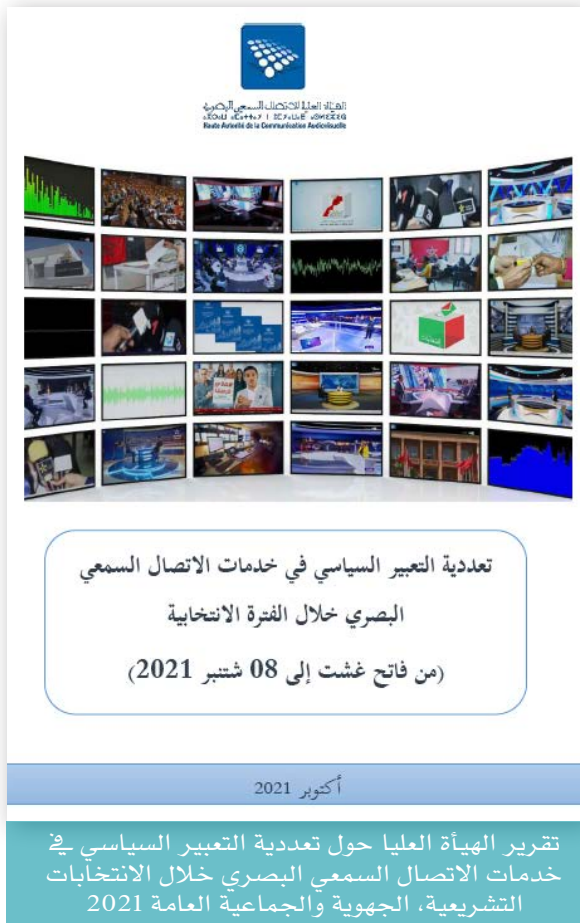 الهيأة العليا للاتصال السمعي البصري
Haute Autorité de la Communication Audiovisuelle
تعددية التعبير السياسي في خدمات الاتصال السمعي
البصري خلال الفترة الانتخابية
(من فاتح غشت إلى 08 شتنبر 2021)
أكتوبر 2021
تقرير الهيأة العليا حول تعددية التعبير السياسي في
خدمات الاتصال السمعي البصري خلال الانتخابات
التشريعية، الجهوية والجماعية العامة 2021